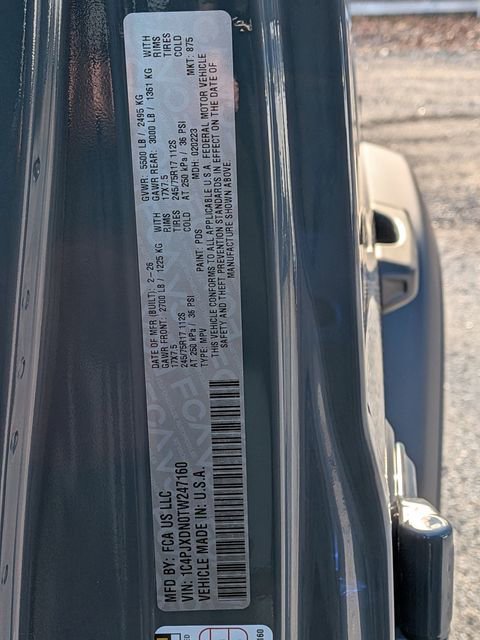 MFD BY: FCA US LLC
VIN: 1C4PJXDN0TW247160
VEHICLE MADE IN: U.S.A.
DATE OF MFR (BUILT): 2-26
GVWR: 5500 LB / 2495 KG
GAWR FRONT: 2700 LB / 1225 KG WITH
GAWR REAR: 3000 LB / 1361 KG WITH
17X7.5 RIMS
17X7.5 RIMS
245/75R17 112S TIRES
245/75R17 112S TIRES
AT 250 kPa / 36 PSI COLD
AT 250 kPa / 36 PSI COLD
TYPE: MPV PAINT: PDS MDH: 020223 MKT: 875
THIS VEHICLE CONFORMS TO ALL APPLICABLE U.S.A. FEDERAL MOTOR VEHICLE
SAFETY AND THEFT PREVENTION STANDARDS IN EFFECT ON THE DATE OF
MANUFACTURE SHOWN ABOVE